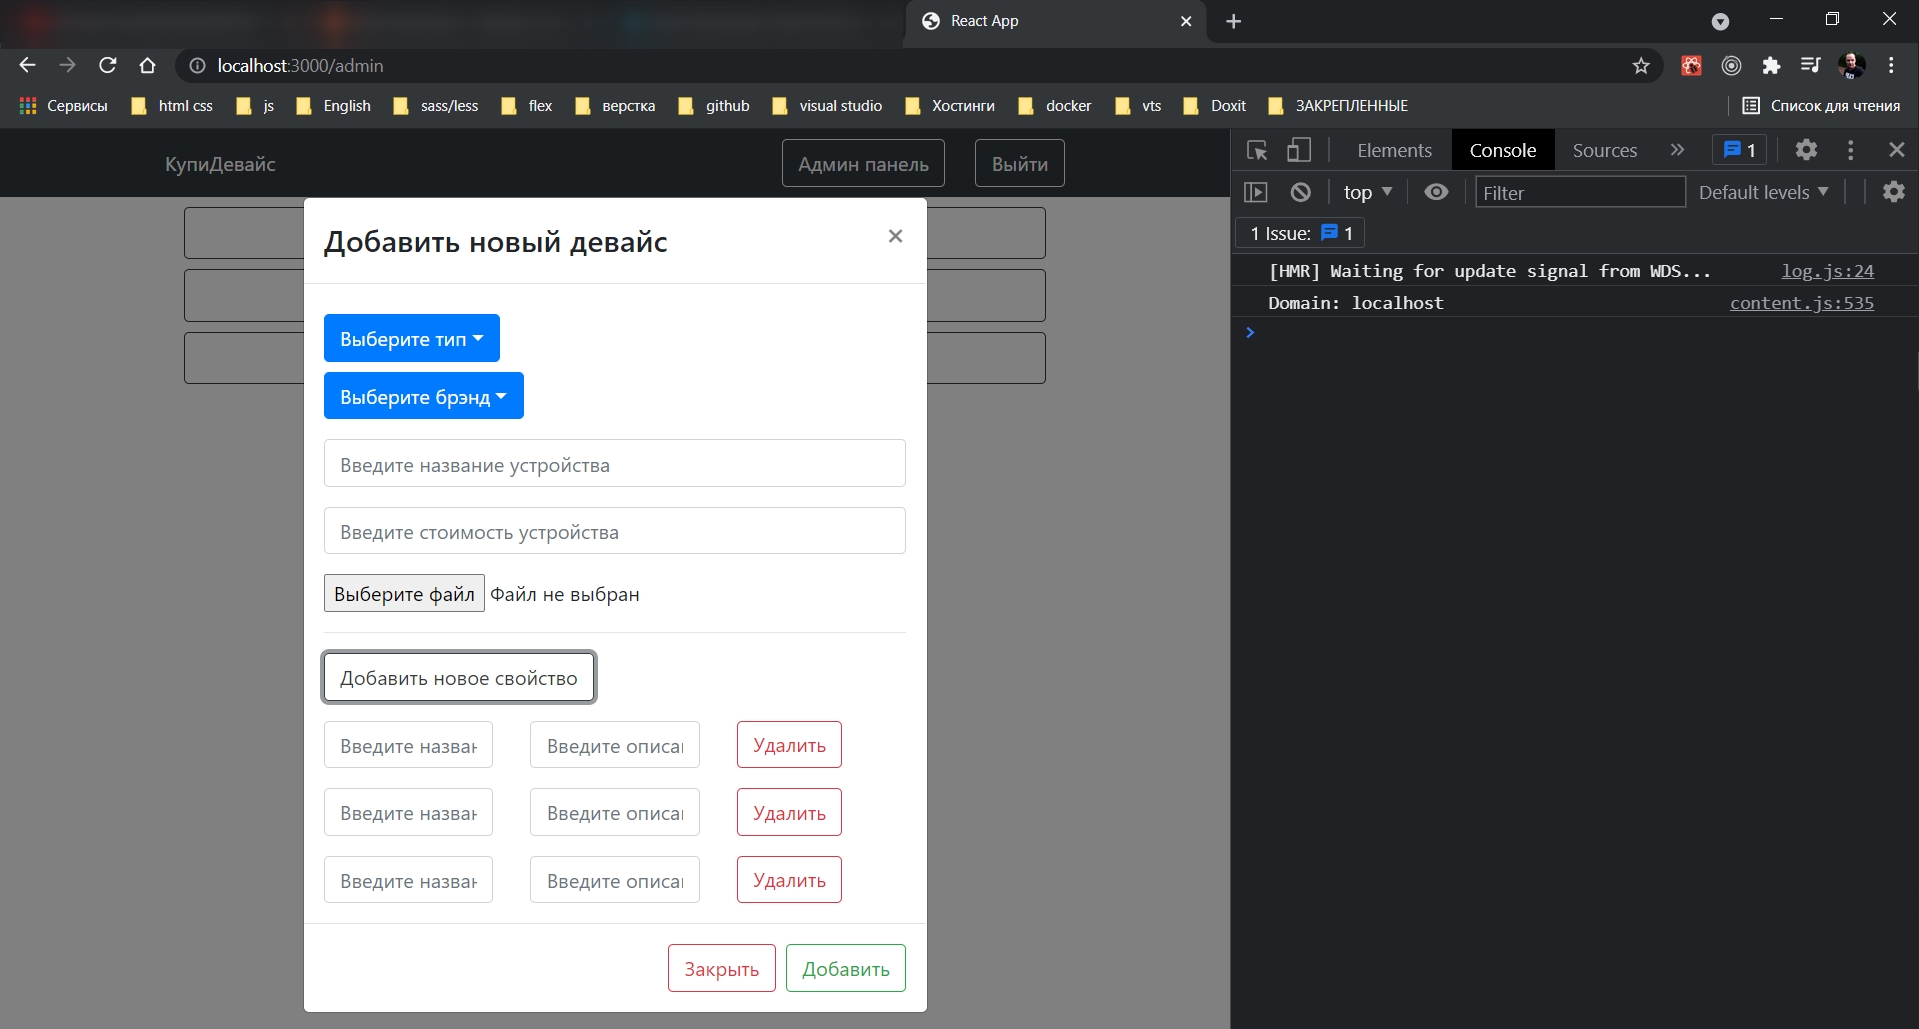 React App
localhost:3000/admin
Сервисы html css js English sass/less flex верстка github visual studio Хостинги docker vts Doxit ЗАКРЕПЛЕННЫЕ Список для чтения
КупиДевайс Админ панель Выйти
Добавить новый девайс
Выберите тип
Выберите брэнд
Введите название устройства
Введите стоимость устройства
Выберите файл Файл не выбран
Добавить новое свойство
Введите назван Введите описа Удалить
Введите назван Введите описа Удалить
Введите назван Введите описа Удалить
Закрыть Добавить
Elements Console Sources 1
top Filter Default levels
1 Issue: 1
[HMR] Waiting for update signal from WDS... log.js:24
Domain: localhost content.js:535